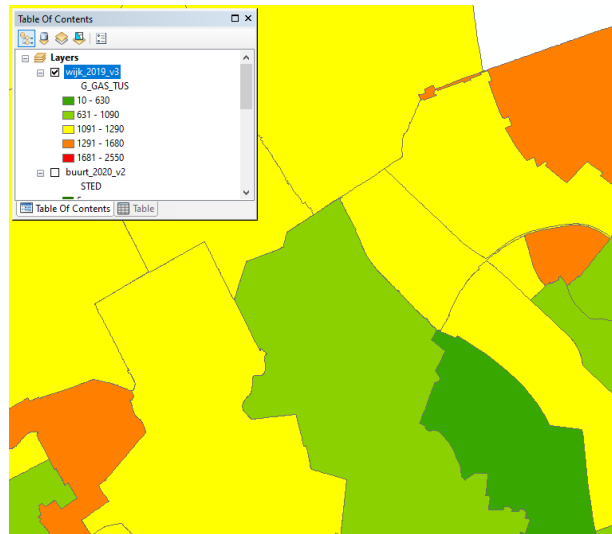 Table Of Contents
Layers
wijk_2019_v3
G_GAS_TUS
10 - 630
631 - 1090
1091 - 1290
1291 - 1680
1681 - 2550
buurt_2020_v2
STED
Table Of Contents Table